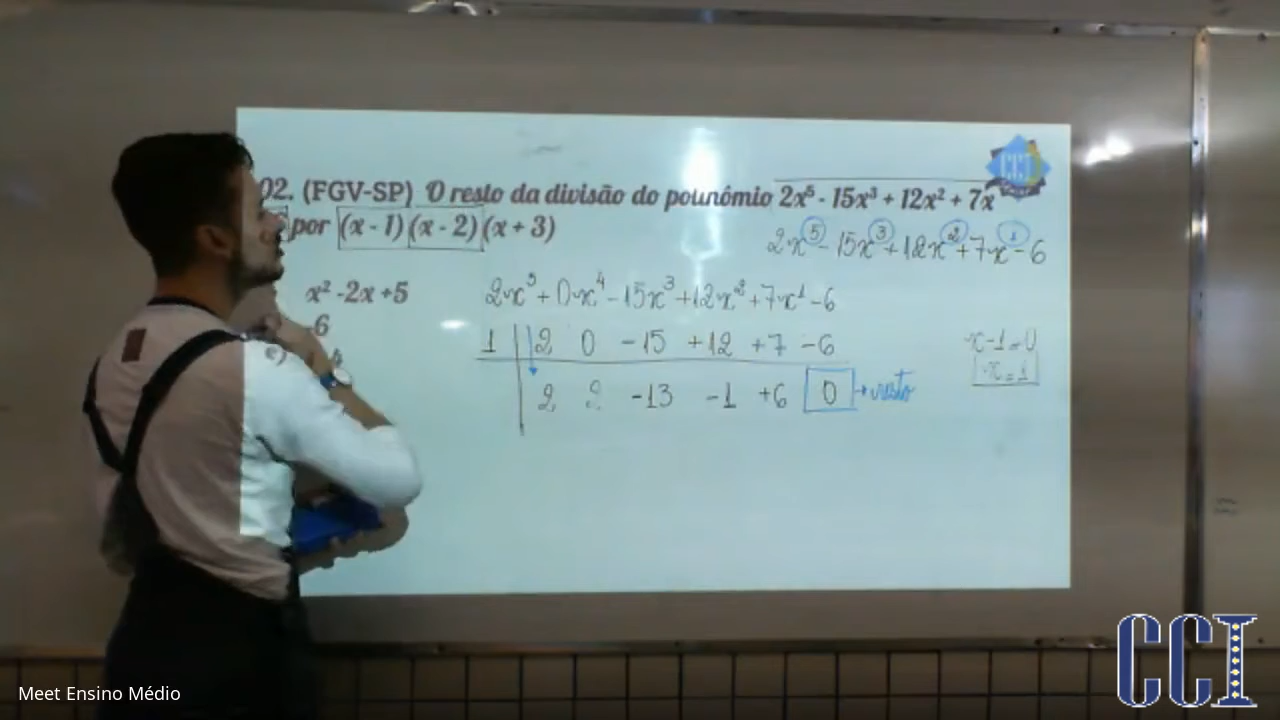 02. (FGV-SP) O resto da divisão do polinômio 2x⁵ - 15x³ + 12x² + 7x
por (x - 1)(x - 2)(x + 3)
2x⁵ - 15x³ + 12x² + 7x¹ - 6
x² -2x +5
2x⁵ + 0x⁴ - 15x³ + 12x² + 7x¹ - 6
-6
1 2 0 -15 +12 +7 -6
x-1=0
x=1
c)
2 2 -13 -1 +6 0 → resto
CCI
CCI
Meet Ensino Médio